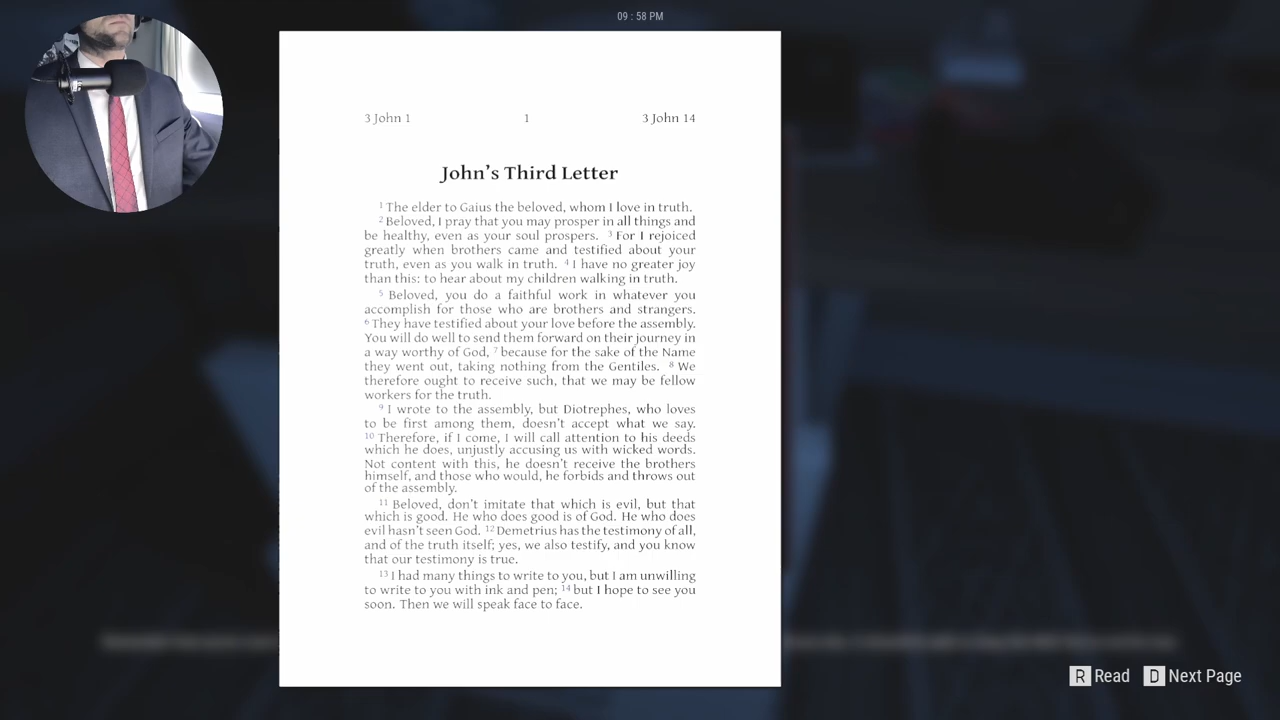 09 : 58 PM
3 John 1 1 3 John 14
John's Third Letter
1 The elder to Gaius the beloved, whom I love in truth.
2 Beloved, I pray that you may prosper in all things and
be healthy, even as your soul prospers. 3 For I rejoiced
greatly when brothers came and testified about your
truth, even as you walk in truth. 4 I have no greater joy
than this: to hear about my children walking in truth.
5 Beloved, you do a faithful work in whatever you
accomplish for those who are brothers and strangers.
6 They have testified about your love before the assembly.
You will do well to send them forward on their journey in
a way worthy of God, 7 because for the sake of the Name
they went out, taking nothing from the Gentiles. 8 We
therefore ought to receive such, that we may be fellow
workers for the truth.
9 I wrote to the assembly, but Diotrephes, who loves
to be first among them, doesn't accept what we say.
10 Therefore, if I come, I will call attention to his deeds
which he does, unjustly accusing us with wicked words.
Not content with this, he doesn't receive the brothers
himself, and those who would, he forbids and throws out
of the assembly.
11 Beloved, don't imitate that which is evil, but that
which is good. He who does good is of God. He who does
evil hasn't seen God. 12 Demetrius has the testimony of all,
and of the truth itself; yes, we also testify, and you know
that our testimony is true.
13 I had many things to write to you, but I am unwilling
to write to you with ink and pen; 14 but I hope to see you
soon. Then we will speak face to face.
R Read D Next Page